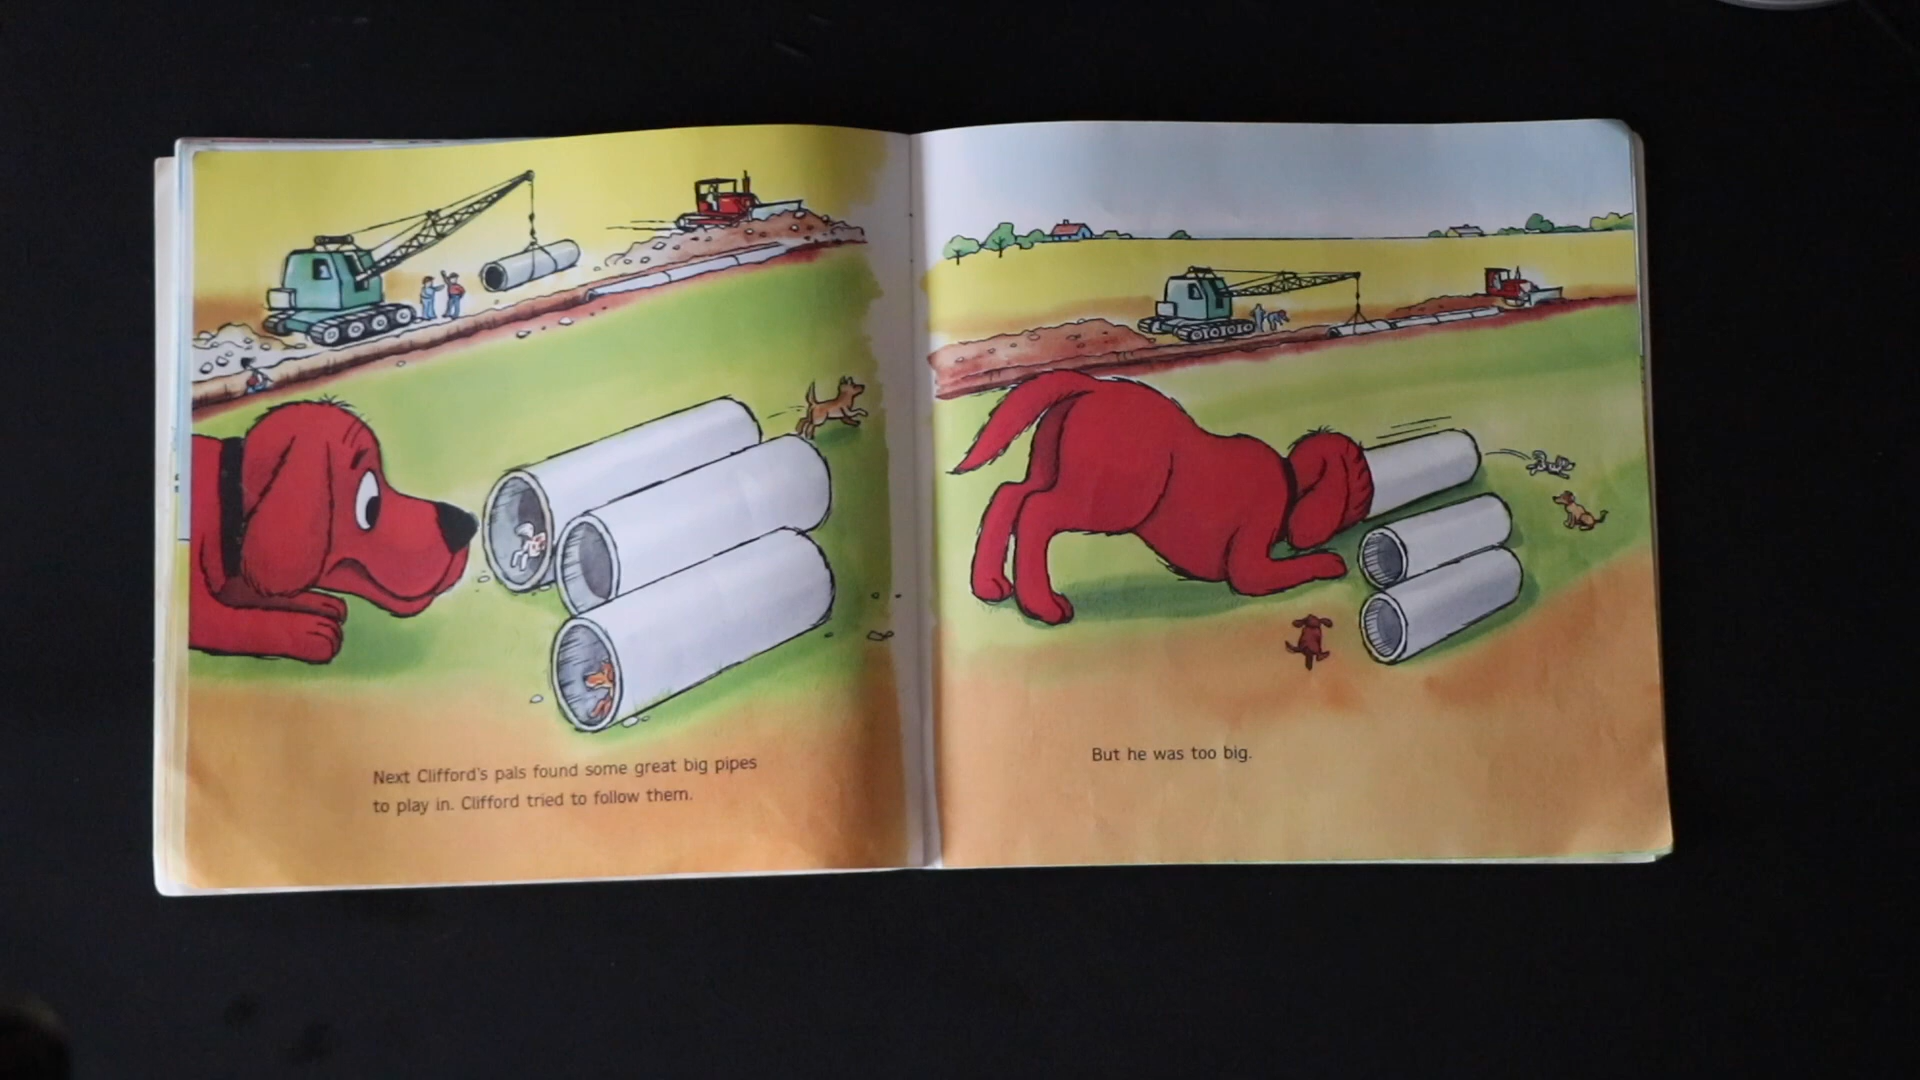 Next Clifford's pals found some great big pipes
to play in. Clifford tried to follow them.
But he was too big.